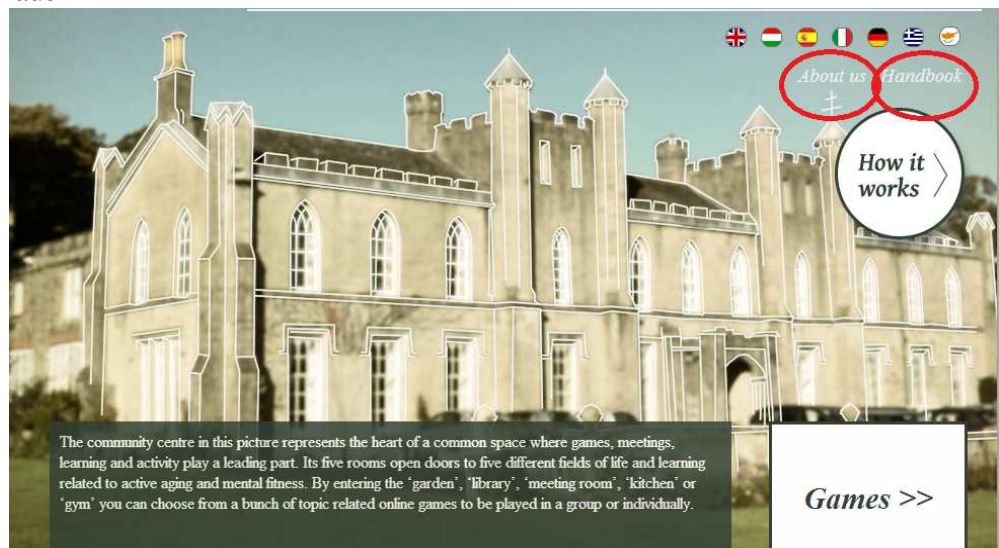 About us Handbook
How it
works
The community centre in this picture represents the heart of a common space where games, meetings,
learning and activity play a leading part. Its five rooms open doors to five different fields of life and learning
related to active aging and mental fitness. By entering the ‘garden’, ‘library’, ‘meeting room’, ‘kitchen’ or
‘gym’ you can choose from a bunch of topic related online games to be played in a group or individually.
Games >>